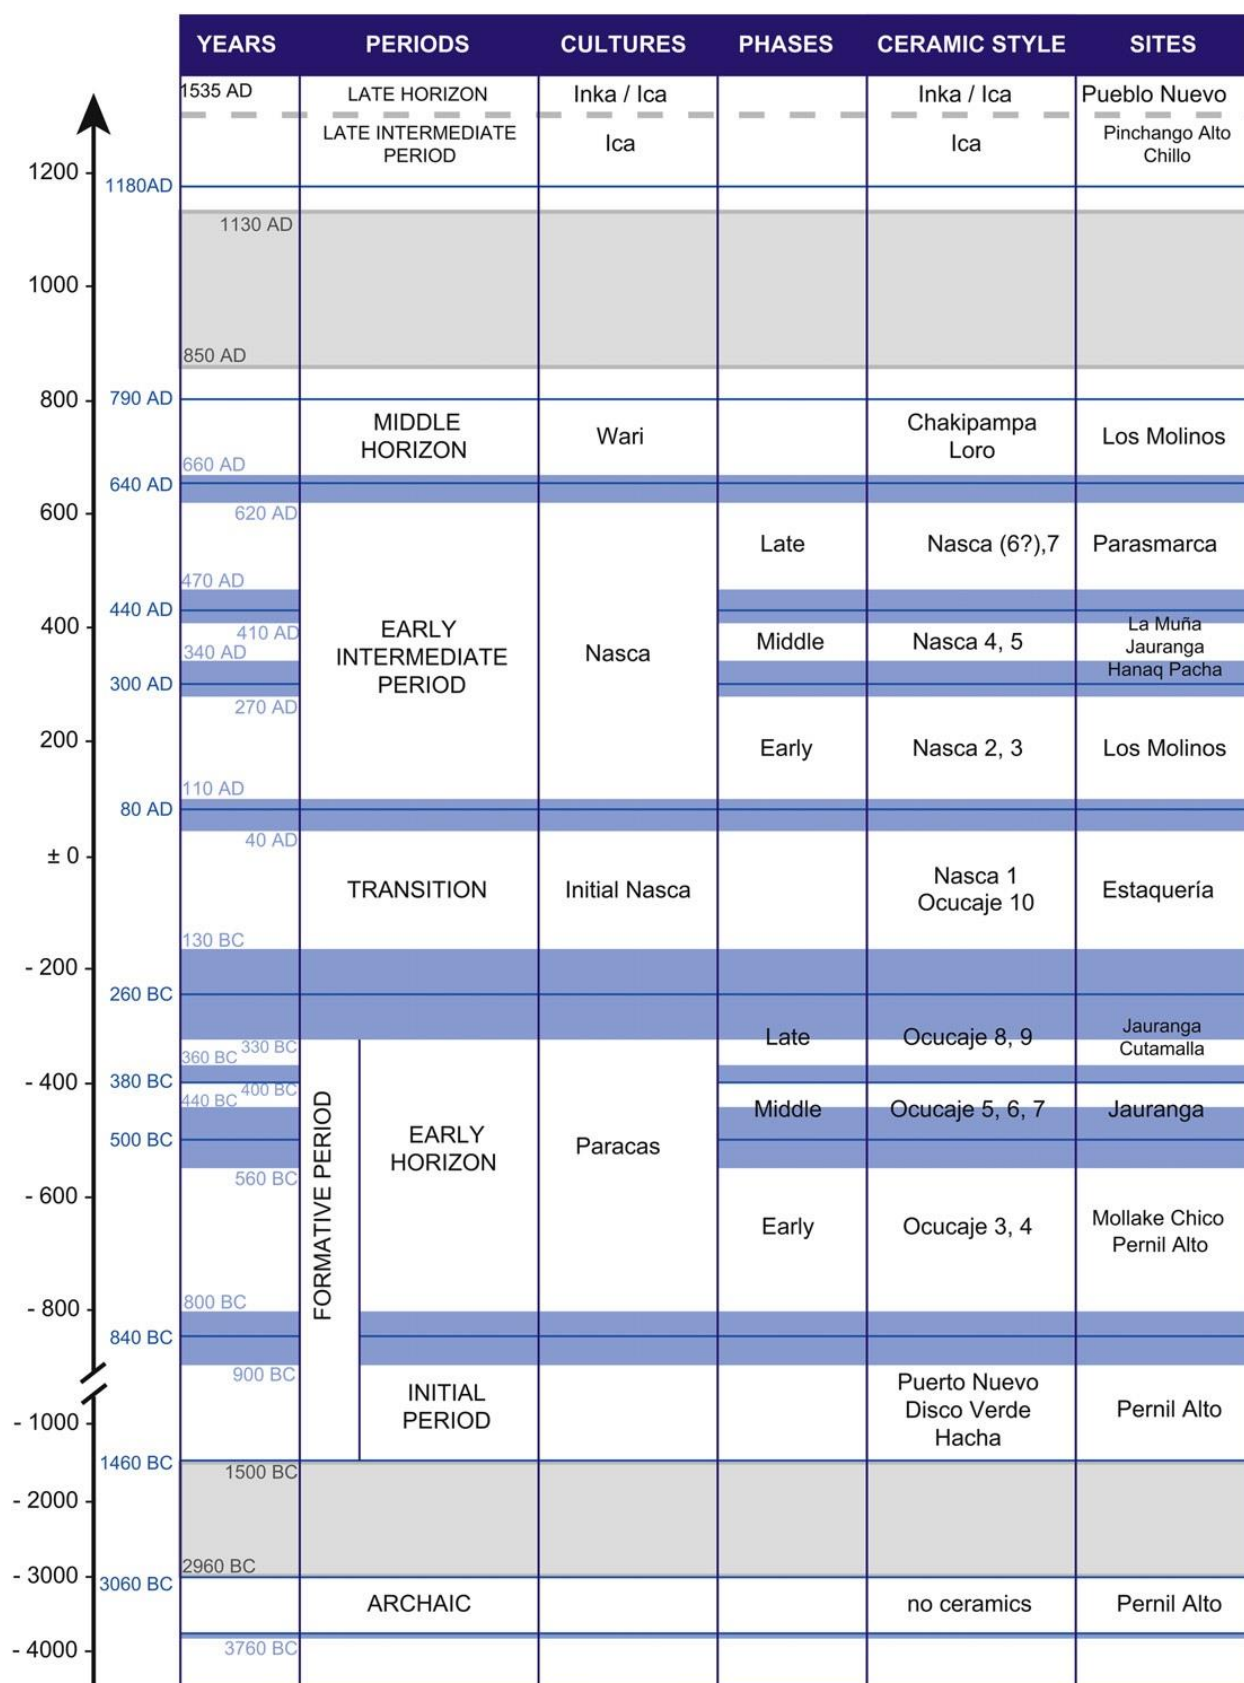 YEARS PERIODS CULTURES PHASES CERAMIC STYLE SITES
1535 AD LATE HORIZON Inka / Ica Inka / Ica Pueblo Nuevo
LATE INTERMEDIATE
PERIOD
Ica
Ica
Pinchango Alto
Chillo
1200
1180AD
1130 AD
1000
850 AD
800
790 AD
MIDDLE
HORIZON
Wari
Chakipampa
Loro
Los Molinos
660 AD
640 AD
620 AD
600
Late Nasca (6?),7 Parasmarca
470 AD
440 AD
410 AD
400
EARLY
INTERMEDIATE
PERIOD
Nasca
Middle Nasca 4, 5
La Muña
Jauranga
Hanaq Pacha
340 AD
300 AD
270 AD
200
Early Nasca 2, 3 Los Molinos
110 AD
80 AD
40 AD
± 0
TRANSITION Initial Nasca
Nasca 1
Ocucaje 10
Estaquería
130 BC
- 200
260 BC
330 BC
360 BC
Late Ocucaje 8, 9
Jauranga
Cutamalla
380 BC
- 400
400 BC
440 BC
Middle Ocucaje 5, 6, 7 Jauranga
500 BC
560 BC
FORMATIVE PERIOD
EARLY
HORIZON
Paracas
- 600
Early Ocucaje 3, 4
Mollake Chico
Pernil Alto
800 BC
- 800
840 BC
900 BC
INITIAL
PERIOD
Puerto Nuevo
Disco Verde
Hacha
Pernil Alto
- 1000
1460 BC
1500 BC
- 2000
2960 BC
- 3000
3060 BC
ARCHAIC no ceramics Pernil Alto
3760 BC
- 4000